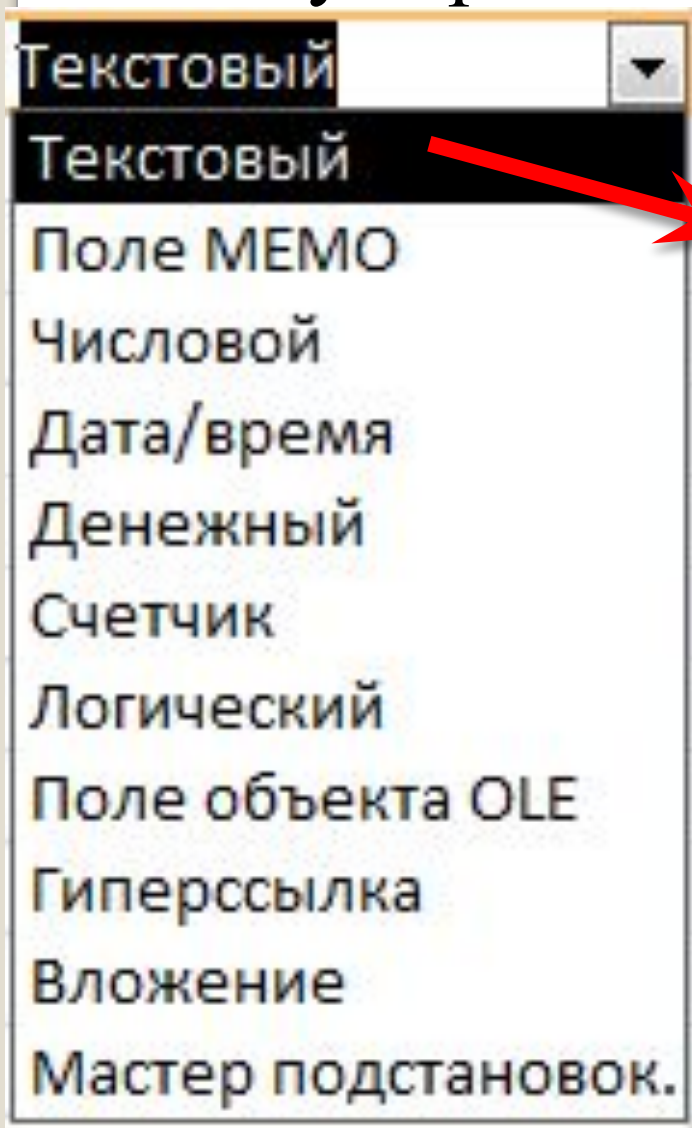 Текстовый
Текстовый
Поле МЕМО
Числовой
Дата/время
Денежный
Счетчик
Логический
Поле объекта OLE
Гиперссылка
Вложение
Мастер подстановок.